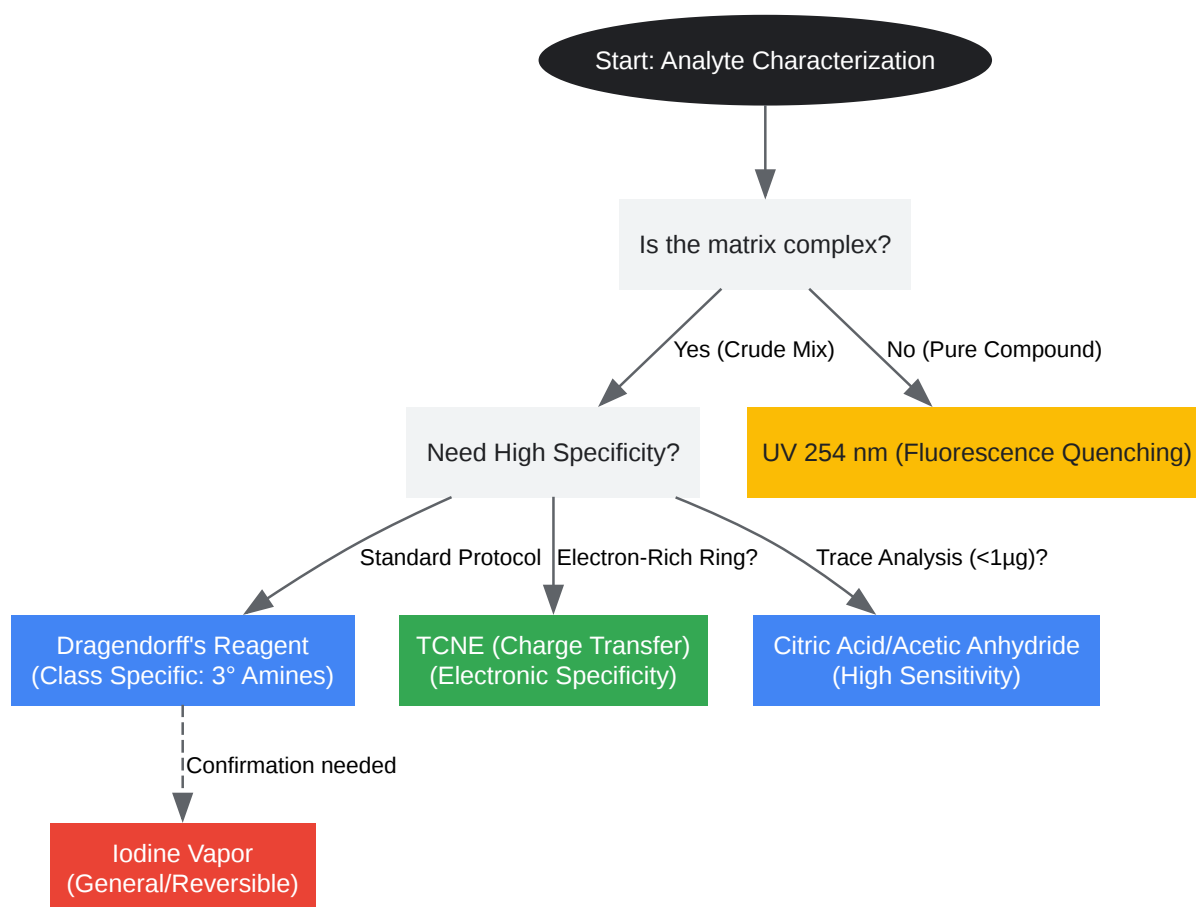 Start: Analyte Characterization
Is the matrix complex?
Yes (Crude Mix)
No (Pure Compound)
Need High Specificity?
UV 254 nm (Fluorescence Quenching)
Standard Protocol
Electron-Rich Ring?
Trace Analysis (<1µg)?
Dragendorff's Reagent
(Class Specific: 3° Amines)
TCNE (Charge Transfer)
(Electronic Specificity)
Citric Acid/Acetic Anhydride
(High Sensitivity)
Confirmation needed
Iodine Vapor
(General/Reversible)